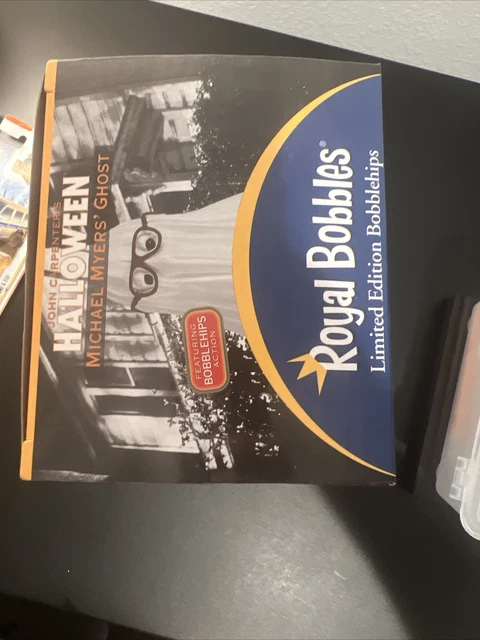 JOHN CARPENTER'S
HALLOWEEN
MICHAEL MYERS' GHOST
FEATURING
BOBBLEHIPS
ACTION
Royal Bobbles®
Limited Edition Bobblehips